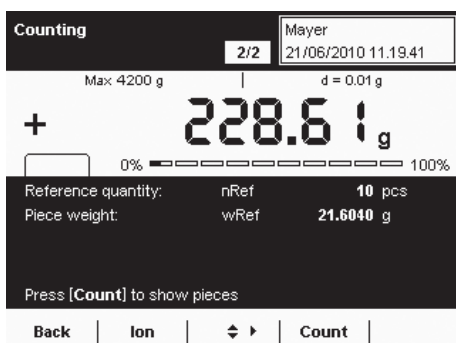 Counting
2/2
Mayer
21/06/2010 11.19.41
Max 4200 g
d = 0.01 g
+ 228.61 g
0% 100%
Reference quantity: nRef 10 pcs
Piece weight: wRef 21.6040 g
Press [Count] to show pieces
Back Ion Count